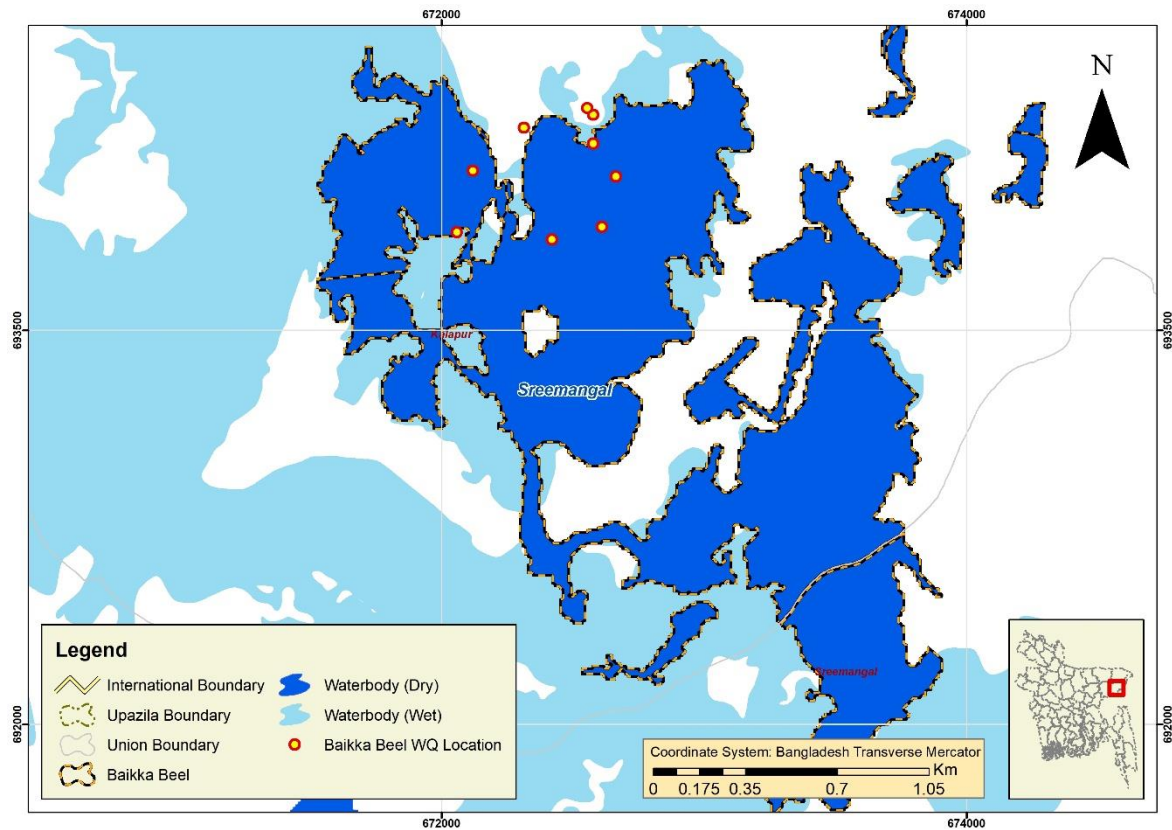 672000
674000
N
693500
693500
Kalapur
Sreemangal
Sreemangal
692000
692000
Legend
International Boundary
Upazila Boundary
Union Boundary
Baikka Beel
Waterbody (Dry)
Waterbody (Wet)
Baikka Beel WQ Location
Coordinate System: Bangladesh Transverse Mercator
Km
0 0.175 0.35 0.7 1.05
672000
674000